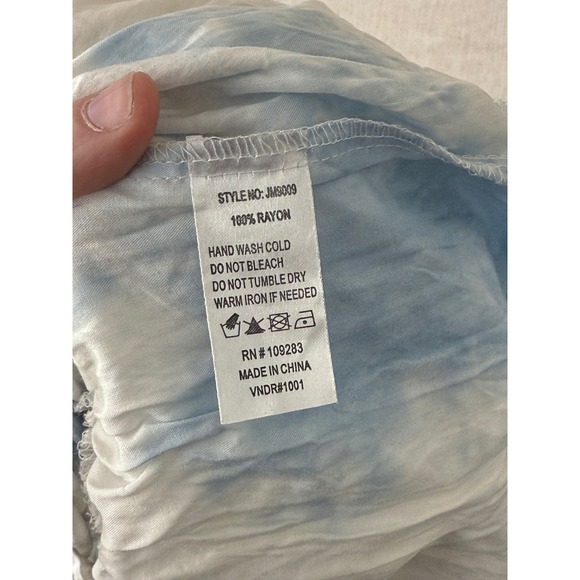 STYLE NO: JM9009
100% RAYON
HAND WASH COLD
DO NOT BLEACH
DO NOT TUMBLE DRY
WARM IRON IF NEEDED
RN # 109283
MADE IN CHINA
VNDR#1001